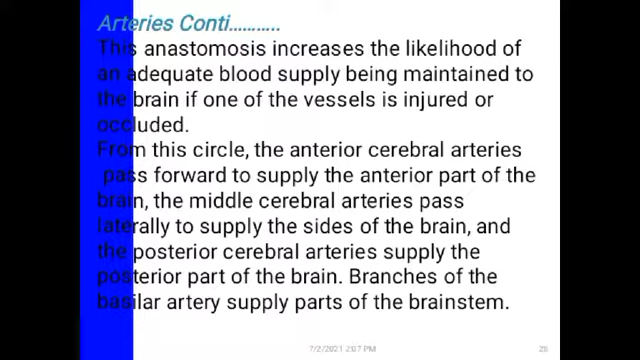 Arteries Conti………..
This anastomosis increases the likelihood of
an adequate blood supply being maintained to
the brain if one of the vessels is injured or
occluded.
From this circle, the anterior cerebral arteries
pass forward to supply the anterior part of the
brain, the middle cerebral arteries pass
laterally to supply the sides of the brain, and
the posterior cerebral arteries supply the
posterior part of the brain. Branches of the
basilar artery supply parts of the brainstem.
7/2/2021 2:07 PM
26